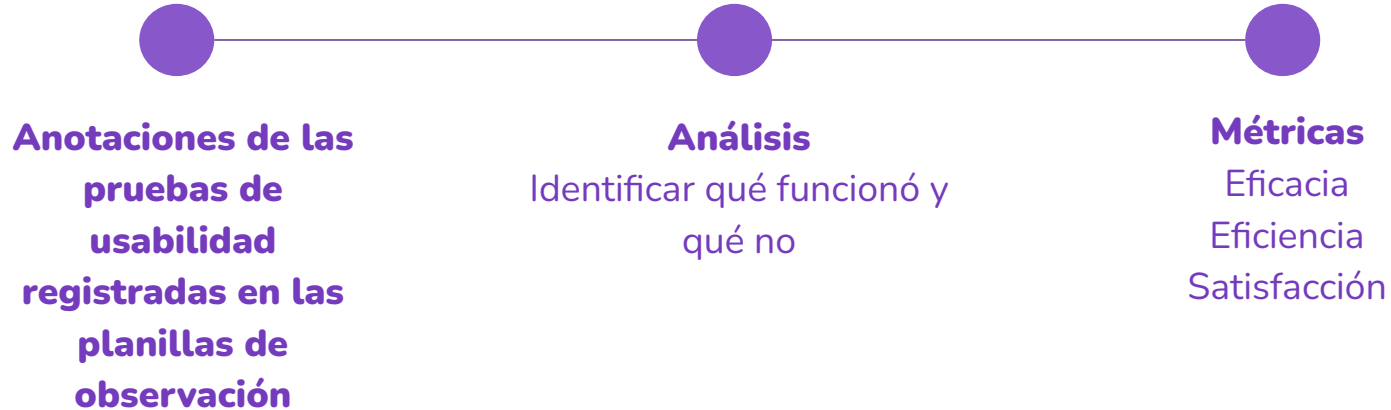 Anotaciones de las
pruebas de
usabilidad
registradas en las
planillas de
observación
Análisis
Identificar qué funcionó y
qué no
Métricas
Eficacia
Eficiencia
Satisfacción